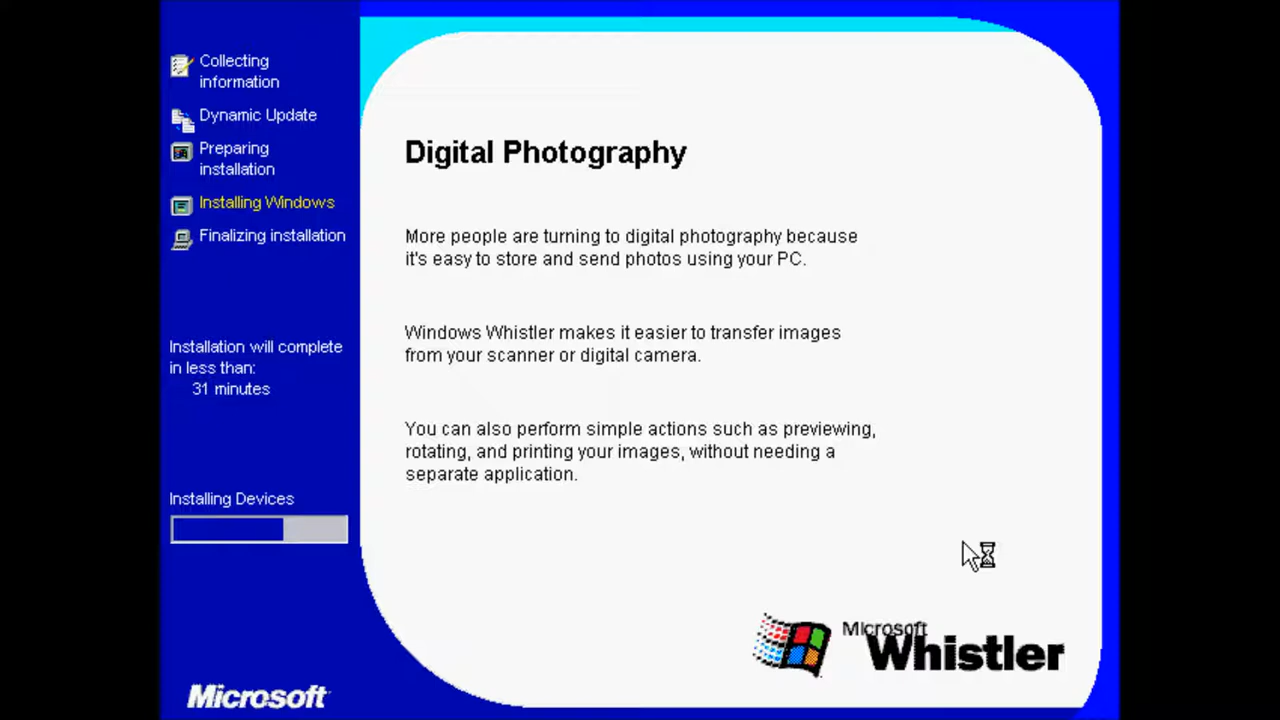 Collecting
information
Dynamic Update
Preparing
installation
Installing Windows
Finalizing installation
Installation will complete
in less than:
31 minutes
Installing Devices
Microsoft
Digital Photography
More people are turning to digital photography because
it's easy to store and send photos using your PC.
Windows Whistler makes it easier to transfer images
from your scanner or digital camera.
You can also perform simple actions such as previewing,
rotating, and printing your images, without needing a
separate application.
Microsoft
Whistler